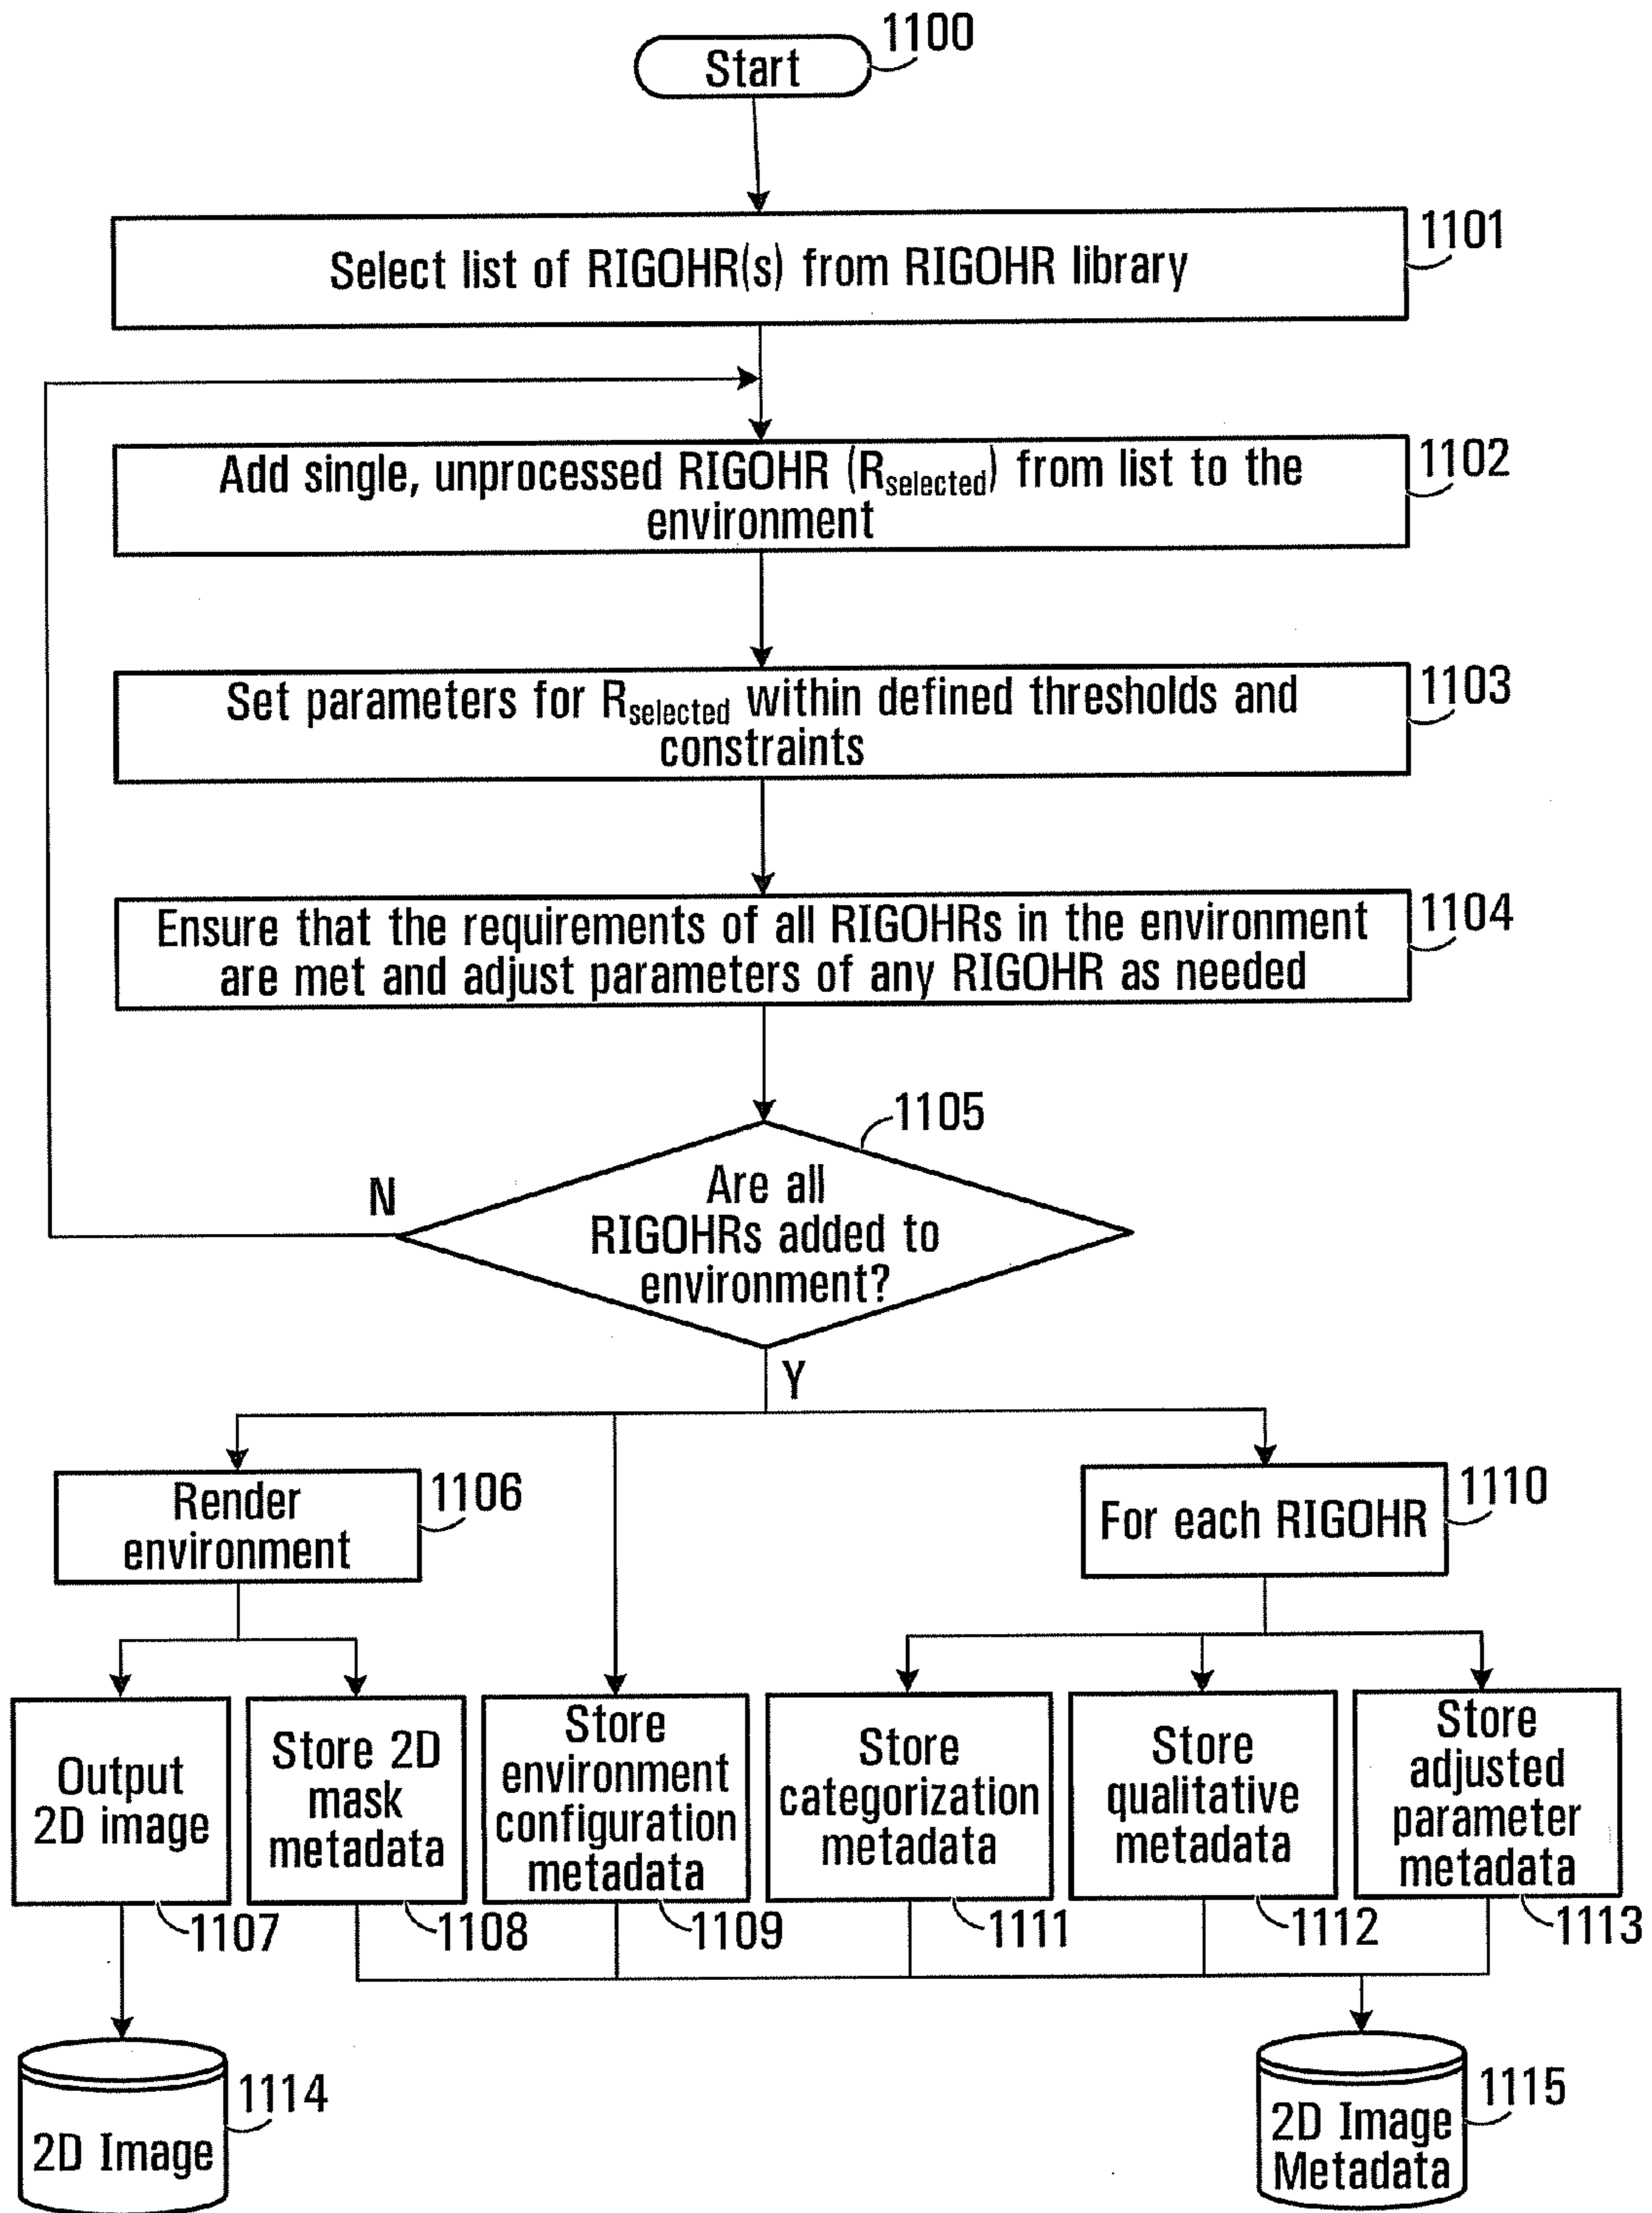 1100
Start
1101
Select list of RIGOHR(s) from RIGOHR library
1102
Add single, unprocessed RIGOHR (Rselected) from list to the
environment
1103
Set parameters for Rselected within defined thresholds and
constraints
1104
Ensure that the requirements of all RIGOHRs in the environment
are met and adjust parameters of any RIGOHR as needed
1105
Are all
RIGOHRs added to
environment?
N
Y
Render
environment
1106
For each RIGOHR
1110
Output
2D image
1107
Store 2D
mask
metadata
1108
Store
environment
configuration
metadata
1109
Store
categorization
metadata
1111
Store
qualitative
metadata
1112
Store
adjusted
parameter
metadata
1113
2D Image
1114
2D Image
Metadata
1115